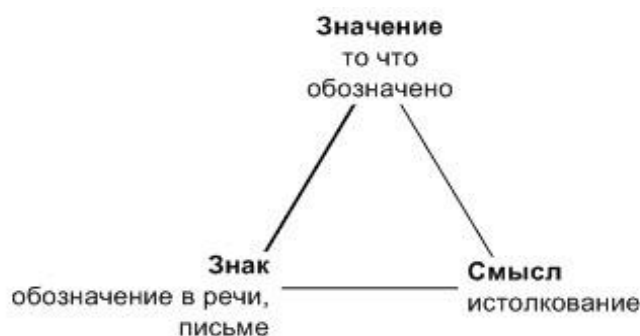 Значение
то что
обозначено
Знак
обозначение в речи,
письме
Смысл
истолкование